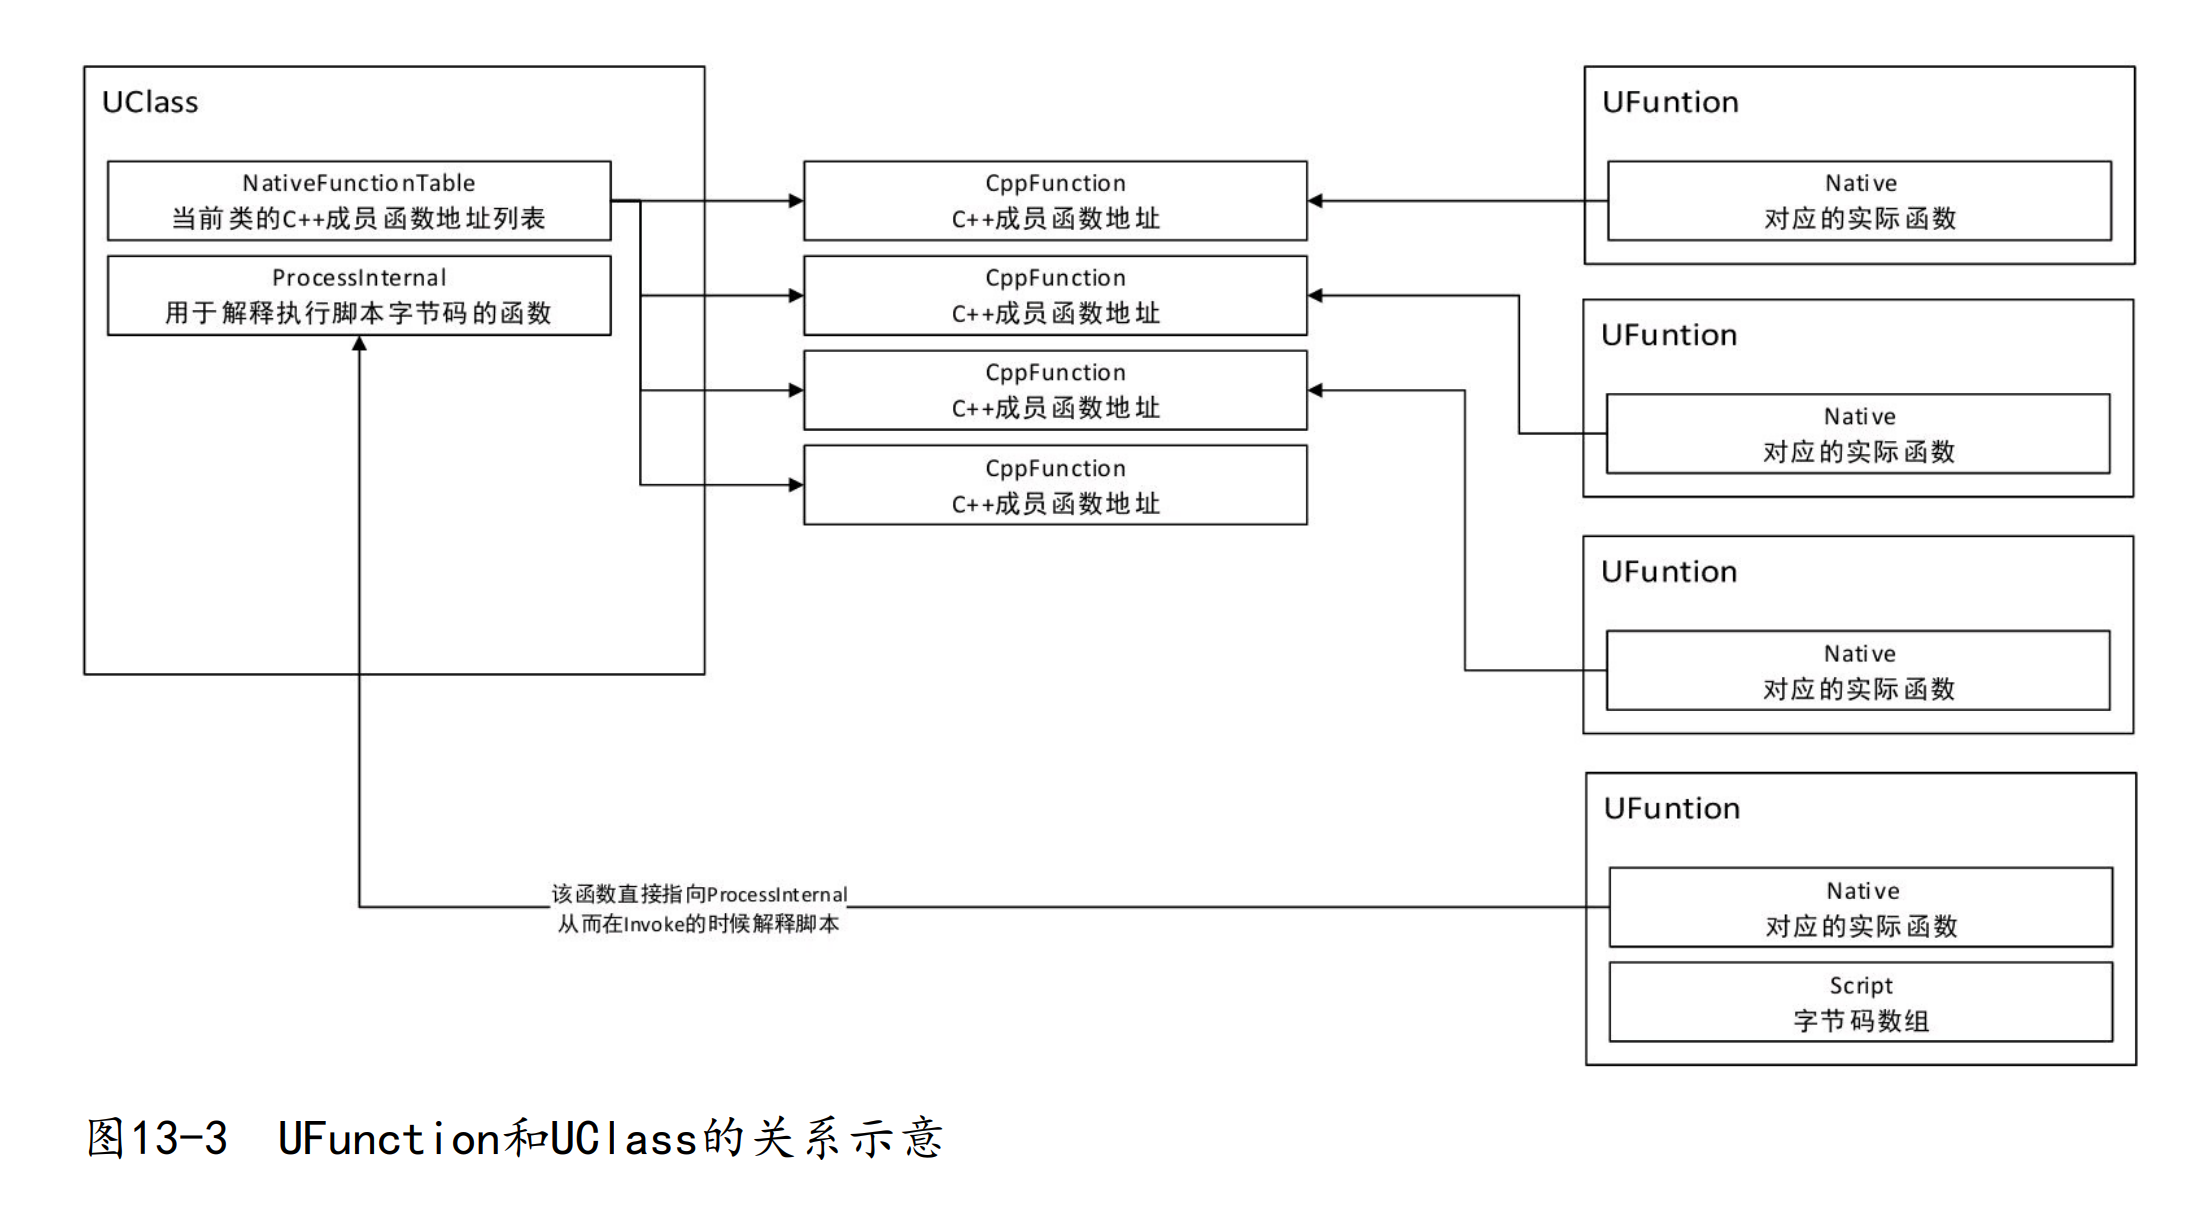 UClass
NativeFunctionTable
当前类的C++成员函数地址列表
ProcessInternal
用于解释执行脚本字节码的函数
CppFunction
C++成员函数地址
CppFunction
C++成员函数地址
CppFunction
C++成员函数地址
CppFunction
C++成员函数地址
UFuntion
Native
对应的实际函数
UFuntion
Native
对应的实际函数
UFuntion
Native
对应的实际函数
UFuntion
Native
对应的实际函数
Script
字节码数组
该函数直接指向ProcessInternal
从而在Invoke的时候解释脚本
图13-3 UFunction和UClass的关系示意